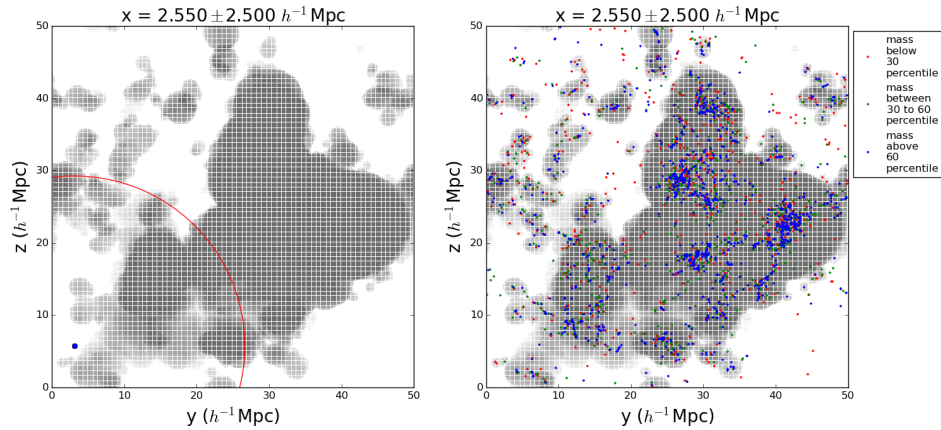 x = 2.550 ± 2.500 h⁻¹ Mpc
50
40
30
20
10
0
z (h⁻¹ Mpc)
0
10
20
30
40
50
y (h⁻¹ Mpc)
x = 2.550 ± 2.500 h⁻¹ Mpc
50
40
30
20
10
0
z (h⁻¹ Mpc)
0
10
20
30
40
50
y (h⁻¹ Mpc)
mass
below
30
percentile
mass
between
30 to 60
percentile
mass
above
60
percentile